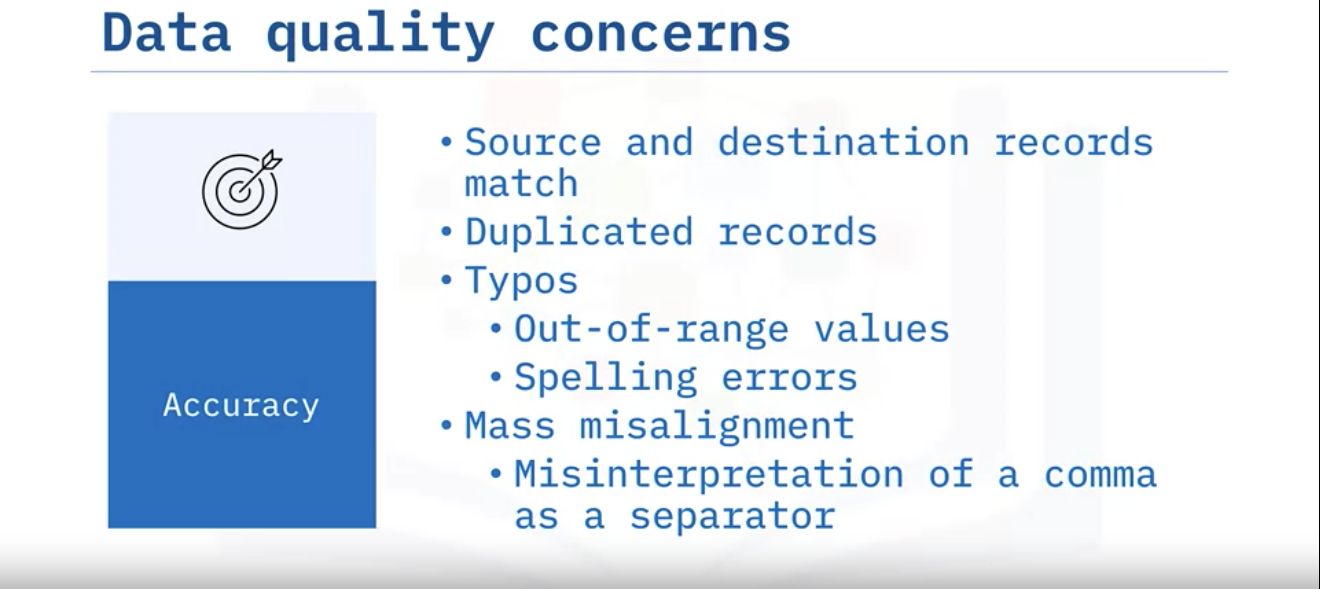 Data quality concerns
• Source and destination records
match
• Duplicated records
• Typos
• Out-of-range values
• Spelling errors
• Mass misalignment
• Misinterpretation of a comma
as a separator
Accuracy